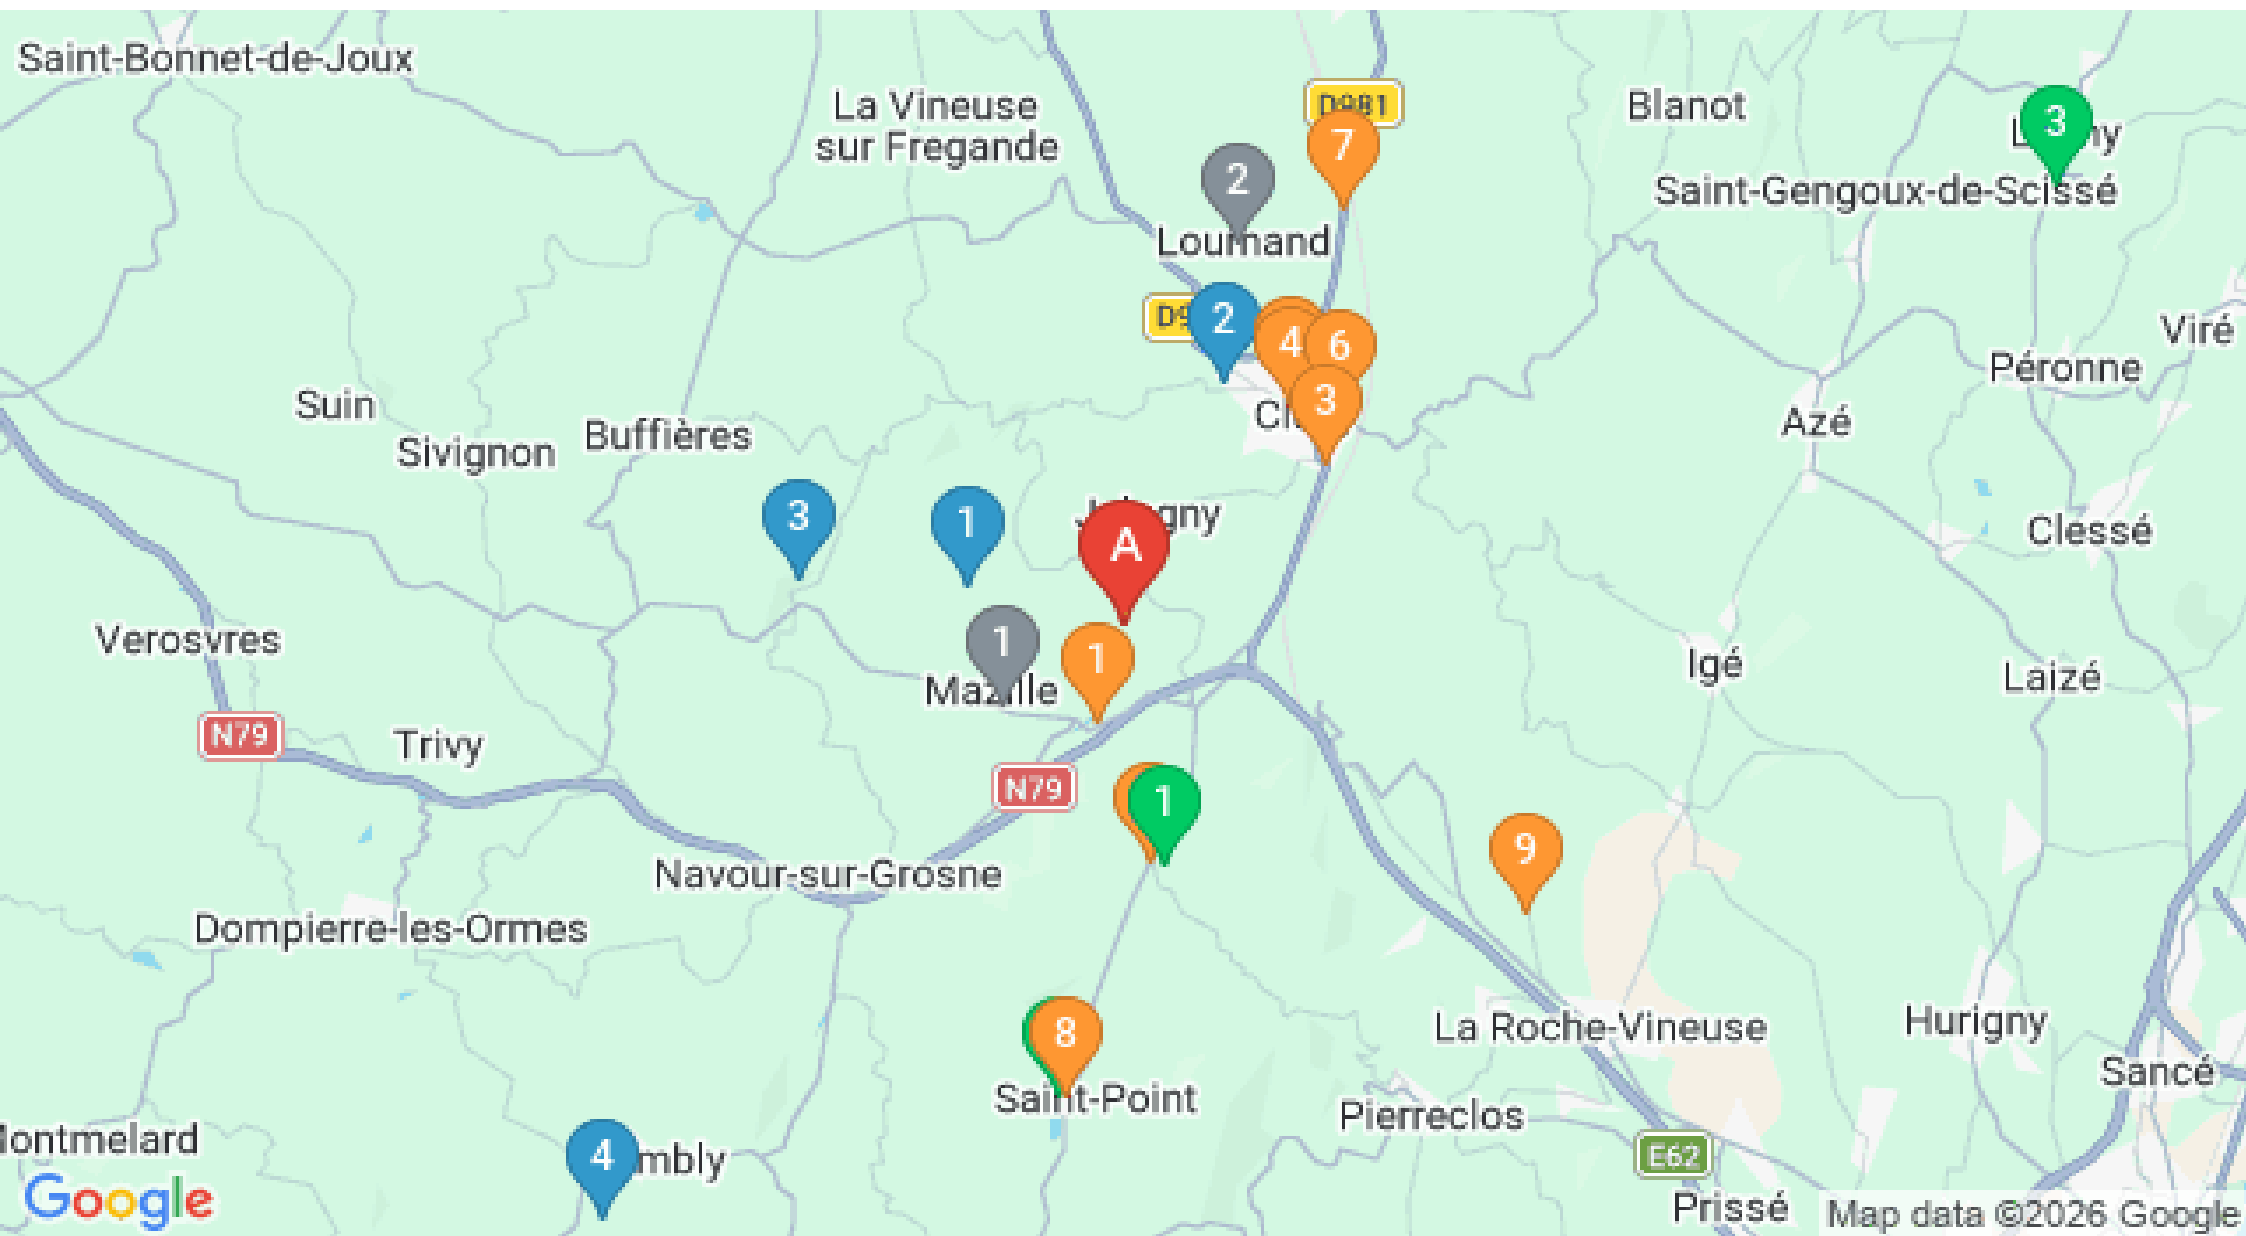 Saint-Bonnet-de-Joux
La Vineuse
sur Fregande
D981
7
Blanot
3
2
Saint-Gengoux-de-Scissé
Lournand
2
4
6
3
Viré
Péronne
Suin
Sivignon
Buffières
Azé
3
1
A
Clessé
Verosvres
1
1
Mazille
Igé
Laizé
N79
Trivy
N79
1
9
Navour-sur-Grosne
Dompierre-les-Ormes
8
La Roche-Vineuse
Hurigny
Saint-Point
Sancé
Pierreclos
4
E62
Prissé
Google
Map data ©2026 Google